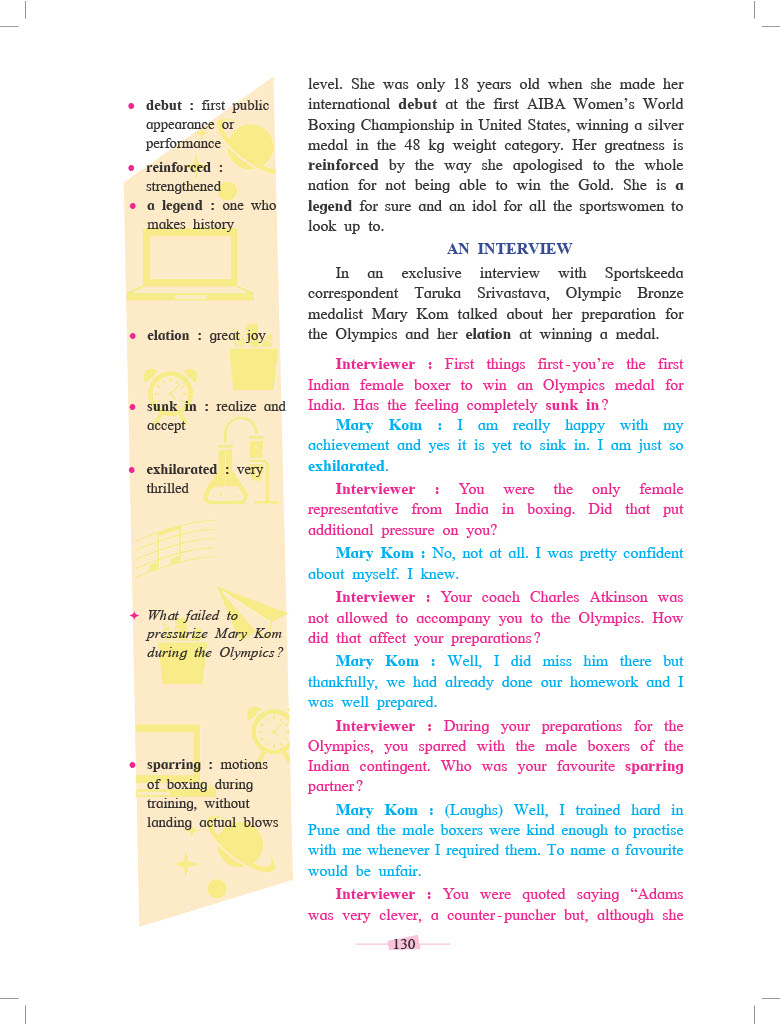 level. She was only 18 years old when she made her
international debut at the first AIBA Women's World
Boxing Championship in United States, winning a silver
medal in the 48 kg weight category. Her greatness is
reinforced by the way she apologised to the whole
nation for not being able to win the Gold. She is a
legend for sure and an idol for all the sportswomen to
look up to.
AN INTERVIEW
In an exclusive interview with Sportskeeda
correspondent Taruka Srivastava, Olympic Bronze
medalist Mary Kom talked about her preparation for
the Olympics and her elation at winning a medal.
Interviewer : First things first-you're the first
Indian female boxer to win an Olympics medal for
India. Has the feeling completely sunk in?
Mary Kom : I am really happy with my
achievement and yes it is yet to sink in. I am just so
exhilarated.
Interviewer : You were the only female
representative from India in boxing. Did that put
additional pressure on you?
Mary Kom : No, not at all. I was pretty confident
about myself. I knew.
Interviewer : Your coach Charles Atkinson was
not allowed to accompany you to the Olympics. How
did that affect your preparations?
Mary Kom : Well, I did miss him there but
thankfully, we had already done our homework and I
was well prepared.
Interviewer : During your preparations for the
Olympics, you sparred with the male boxers of the
Indian contingent. Who was your favourite sparring
partner?
Mary Kom : (Laughs) Well, I trained hard in
Pune and the male boxers were kind enough to practise
with me whenever I required them. To name a favourite
would be unfair.
Interviewer : You were quoted saying “Adams
was very clever, a counter-puncher but, although she
• debut : first public
appearance or
performance
• reinforced :
strengthened
• a legend : one who
makes history
• elation : great joy
• sunk in : realize and
accept
• exhilarated : very
thrilled
✦ What failed to
pressurize Mary Kom
during the Olympics?
• sparring : motions
of boxing during
training, without
landing actual blows
130